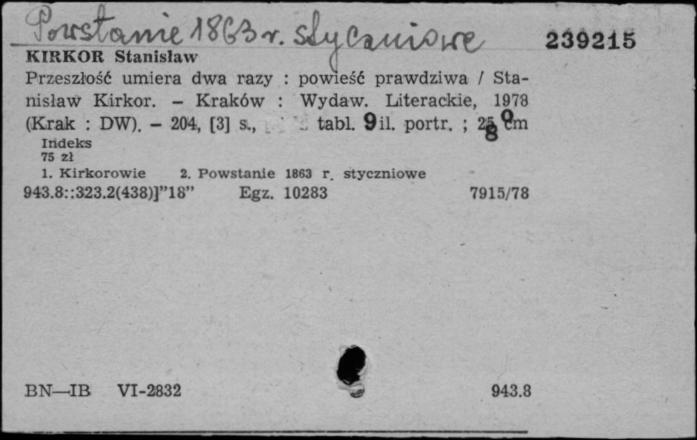 Powstanie 1863 r. styczniowe
239215
KIRKOR Stanisław
Przeszłość umiera dwa razy : powieść prawdziwa / Sta-
nisław Kirkor. – Kraków : Wydaw. Literackie, 1978
(Krak : DW). – 204, [3] s., tabl. 9 il. portr. ; cm
8°
Indeks
75 zł
1. Kirkorowie 2. Powstanie 1863 r. styczniowe
943.8::323.2(438)]”18” Egz. 10283 7915/78
BN—IB VI-2832 943.8